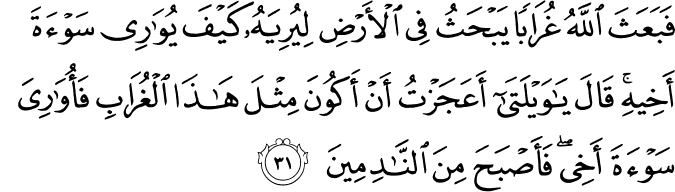 فَبَعَثَ ٱللَّهُ غُرَابًا يَبۡحَثُ فِي ٱلۡأَرۡضِ لِيُرِيَهُۥ كَيۡفَ يُوَٰرِي سَوۡءَةَ
أَخِيهِۚ قَالَ يَٰوَيۡلَتَىٰٓ أَعَجَزۡتُ أَنۡ أَكُونَ مِثۡلَ هَٰذَا ٱلۡغُرَابِ فَأُوَٰرِيَ
سَوۡءَةَ أَخِيۖ فَأَصۡبَحَ مِنَ ٱلنَّٰدِمِينَ ٣١